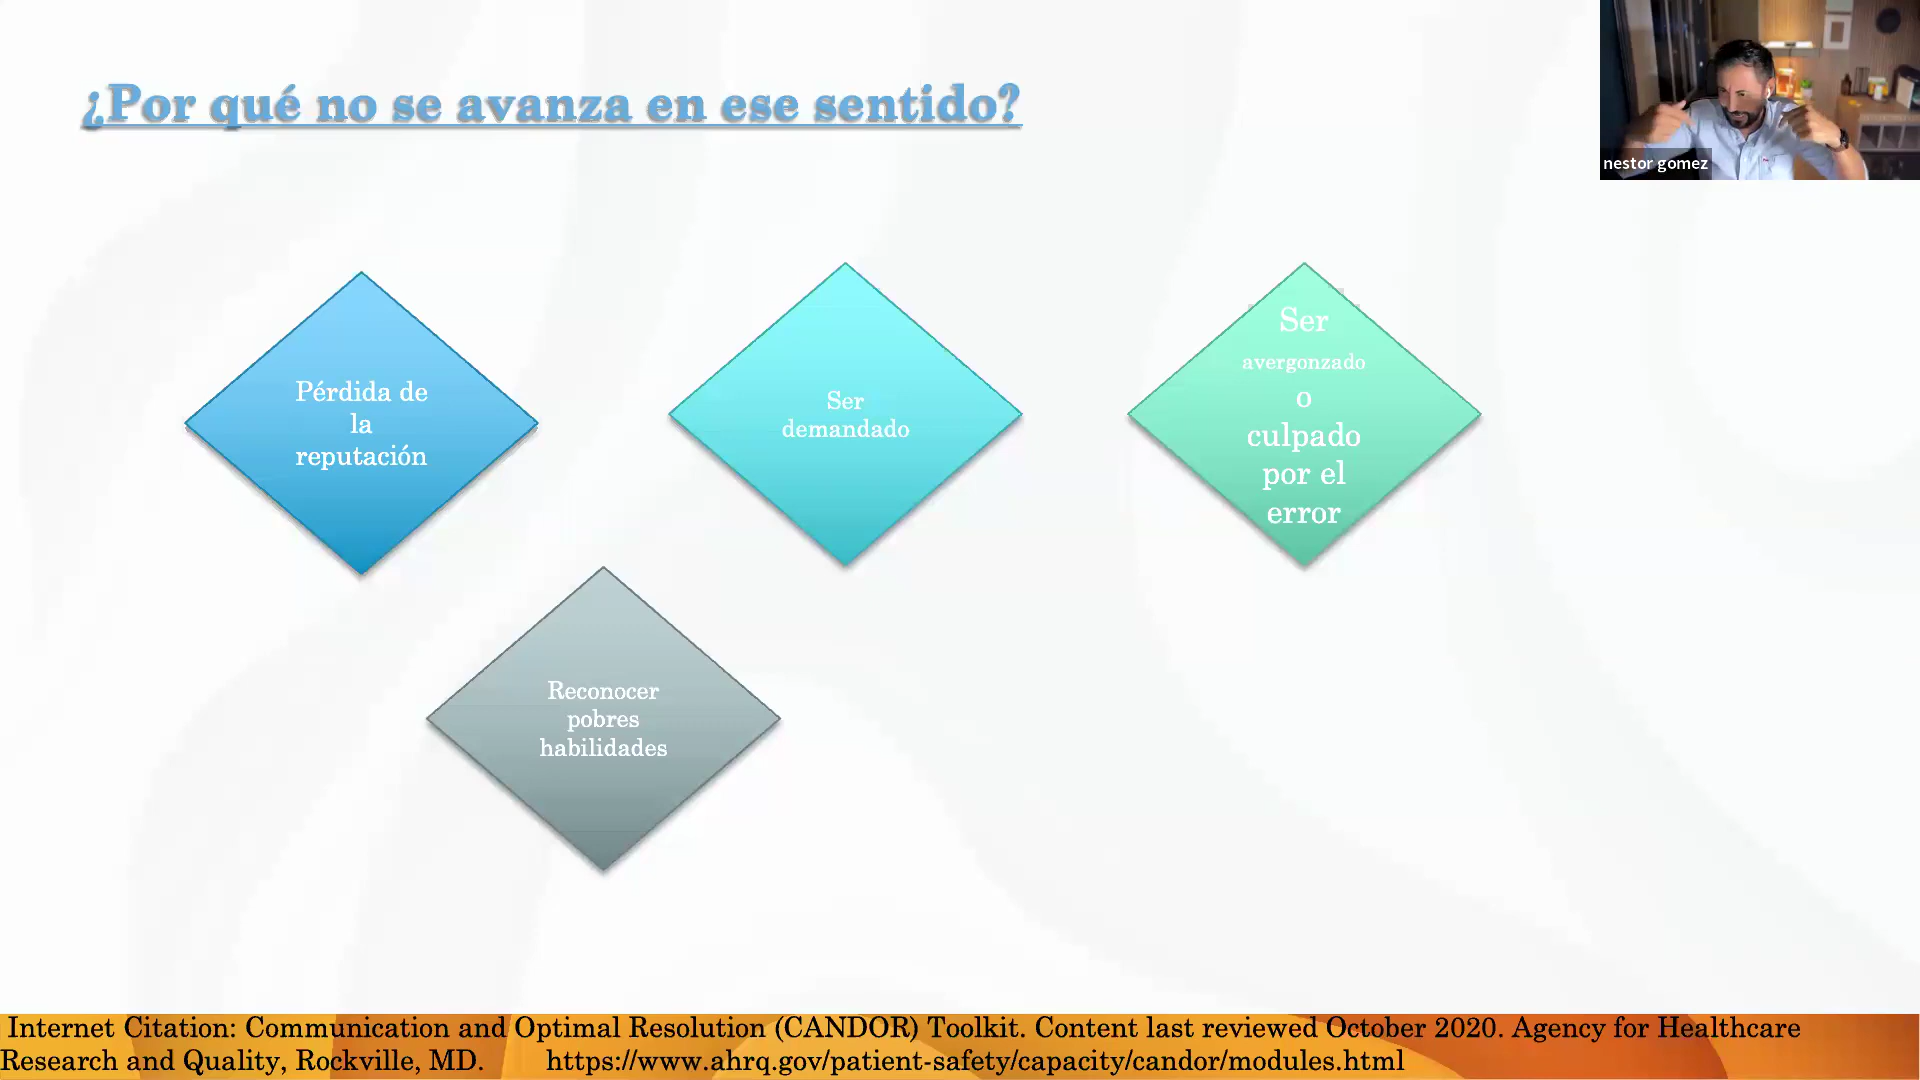 ¿Por qué no se avanza en ese sentido?
nestor gomez
Pérdida de
la
reputación
Ser
demandado
Ser
avergonzado
o
culpado
por el
error
Reconocer
pobres
habilidades
Internet Citation: Communication and Optimal Resolution (CANDOR) Toolkit. Content last reviewed October 2020. Agency for Healthcare
Research and Quality, Rockville, MD. https://www.ahrq.gov/patient-safety/capacity/candor/modules.html